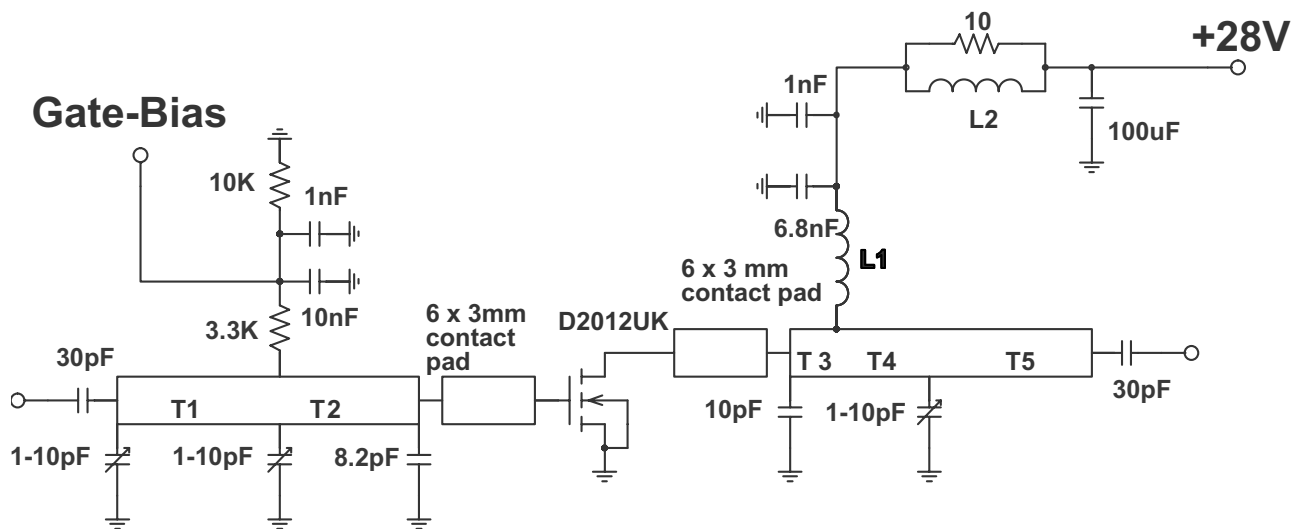 10
+28V
1nF
L2
100uF
Gate-Bias
10K
1nF
6.8nF
L1
6 x 3 mm
contact pad
10nF
3.3K
6 x 3mm
contact
pad
D2012UK
30pF
T1
T2
T 3
T4
T5
30pF
10pF
1-10pF
1-10pF
1-10pF
8.2pF